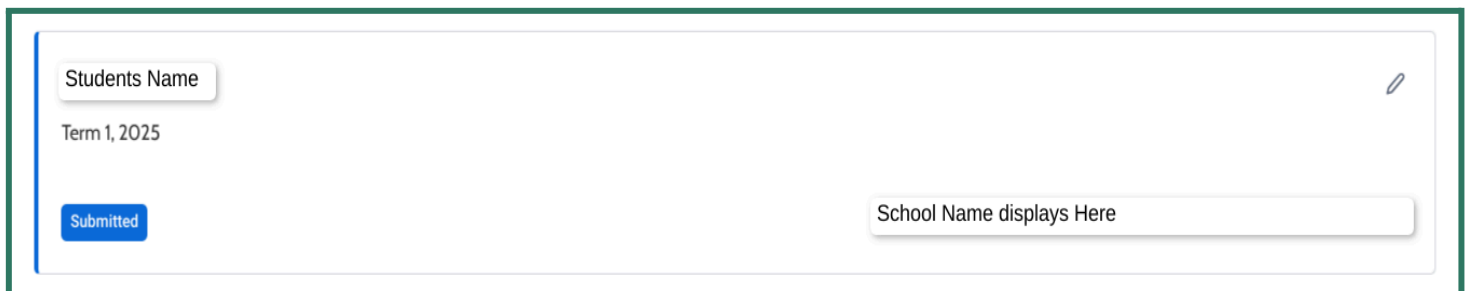 Students Name
Term 1, 2025
Submitted
School Name displays Here